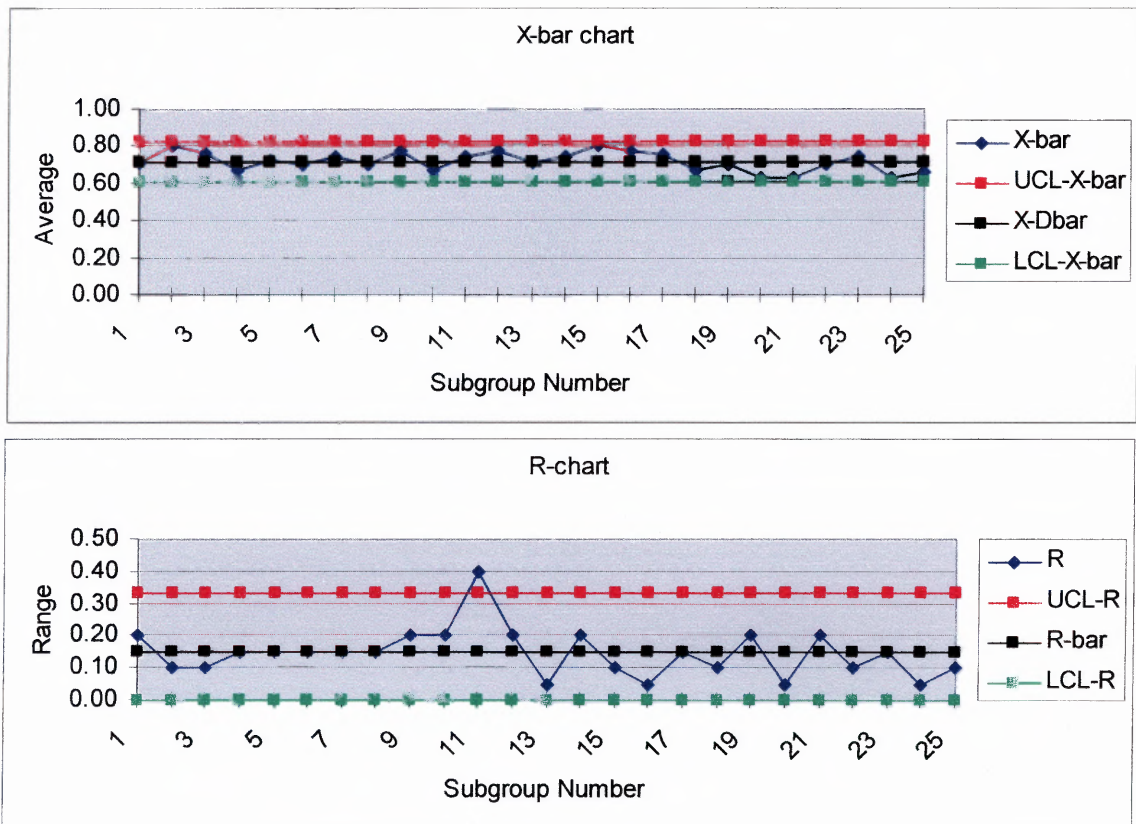 X-bar chart
1.00
0.80
0.60
0.40
0.20
0.00
Average
1 3 5 7 9 11 13 15 17 19 21 23 25
Subgroup Number
X-bar
UCL-X-bar
X-Dbar
LCL-X-bar
R-chart
0.50
0.40
0.30
0.20
0.10
0.00
Range
1 3 5 7 9 11 13 15 17 19 21 23 25
Subgroup Number
R
UCL-R
R-bar
LCL-R